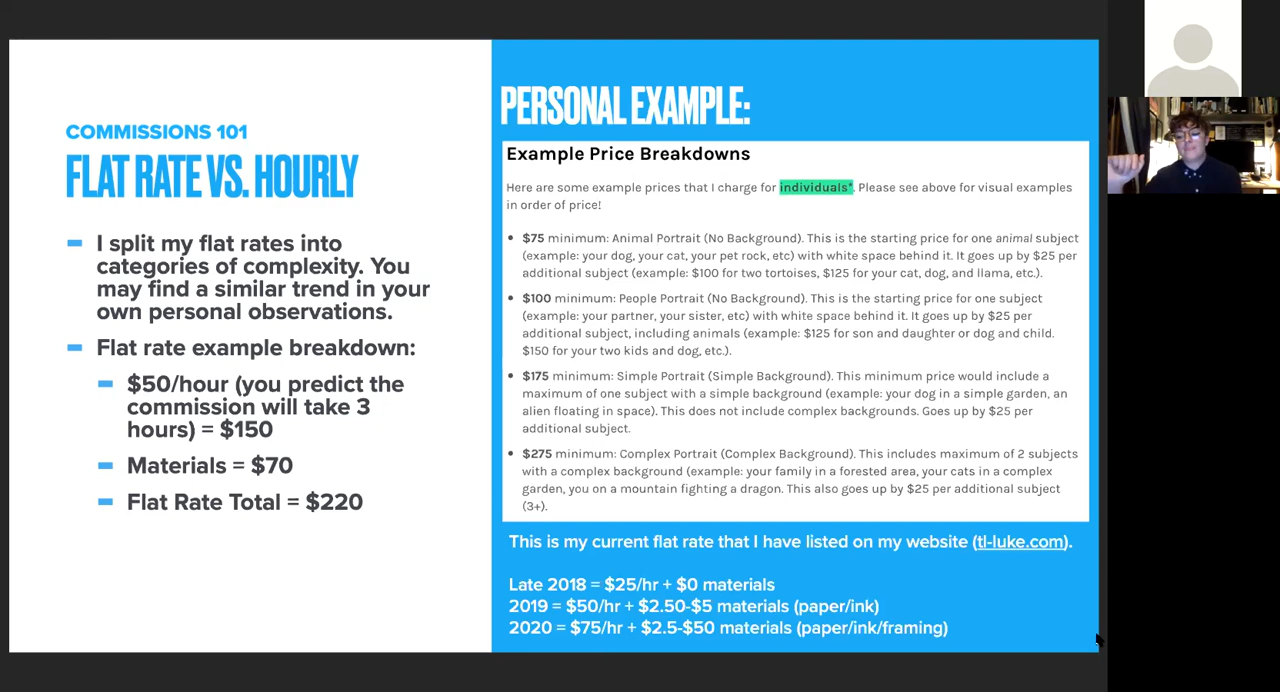 COMMISSIONS 101
FLAT RATE VS. HOURLY
I split my flat rates into
categories of complexity. You
may find a similar trend in your
own personal observations.
Flat rate example breakdown:
$50/hour (you predict the
commission will take 3
hours) = $150
Materials = $70
Flat Rate Total = $220
PERSONAL EXAMPLE:
Example Price Breakdowns
Here are some example prices that I charge for individuals*. Please see above for visual examples
in order of price!
$75 minimum: Animal Portrait (No Background). This is the starting price for one animal subject
(example: your dog, your cat, your pet rock, etc) with white space behind it. It goes up by $25 per
additional subject (example: $100 for two tortoises, $125 for your cat, dog, and llama, etc.).
$100 minimum: People Portrait (No Background). This is the starting price for one subject
(example: your partner, your sister, etc) with white space behind it. It goes up by $25 per
additional subject, including animals (example: $125 for son and daughter or dog and child.
$150 for your two kids and dog, etc.).
$175 minimum: Simple Portrait (Simple Background). This minimum price would include a
maximum of one subject with a simple background (example: your dog in a simple garden, an
alien floating in space). This does not include complex backgrounds. Goes up by $25 per
additional subject.
$275 minimum: Complex Portrait (Complex Background). This includes maximum of 2 subjects
with a complex background (example: your family in a forested area, your cats in a complex
garden, you on a mountain fighting a dragon. This also goes up by $25 per additional subject
(3+).
This is my current flat rate that I have listed on my website (tl-luke.com).
Late 2018 = $25/hr + $0 materials
2019 = $50/hr + $2.50-$5 materials (paper/ink)
2020 = $75/hr + $2.5-$50 materials (paper/ink/framing)